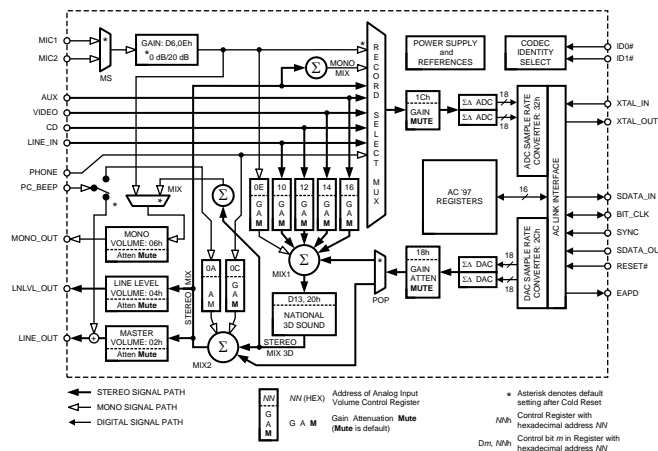 MIC1
MIC2
MS
GAIN: D6,0Eh
* 0 dB/20 dB
*
RECORD SELECT MUX
Σ
MONO
MIX
POWER SUPPLY
and
REFERENCES
CODEC
IDENTITY
SELECT
ID0#
ID1#
AUX
VIDEO
CD
LINE_IN
PHONE
PC_BEEP
1Ch
GAIN
MUTE
18
ΣΔ ADC
ΣΔ ADC
18
ADC SAMPLE RATE
CONVERTER: 32h
AC LINK INTERFACE
XTAL_IN
XTAL_OUT
*
*
MIX
Σ
0E
G
A
M
10
G
A
M
12
G
A
M
14
G
A
M
16
G
A
M
AC '97
REGISTERS
16
SDATA_IN
BIT_CLK
SYNC
SDATA_OUT
RESET#
EAPD
MONO_OUT
MONO
VOLUME: 06h
Atten Mute
LNLVL_OUT
LINE LEVEL
VOLUME: 04h
Atten Mute
LINE_OUT
+
MASTER
VOLUME: 02h
Atten Mute
STEREO MIX
0A
A
M
0C
G
A
M
Σ
MIX1
D13, 20h
NATIONAL
3D SOUND
STEREO
MIX 3D
Σ
MIX2
*
POP
18h
GAIN
ATTEN
MUTE
ΣΔ DAC
ΣΔ DAC
18
18
DAC SAMPLE RATE
CONVERTER: 2Ch
STEREO SIGNAL PATH
MONO SIGNAL PATH
DIGITAL SIGNAL PATH
NN
G
A
M
NN (HEX)
Address of Analog Input
Volume Control Register
G A M
Gain Attenuation Mute
(Mute is default)
* Asterisk denotes default
setting after Cold Reset
NNh Control Register with
hexadecimal address NN
Dm, NNh Control bit m in Register with
hexadecimal address NN